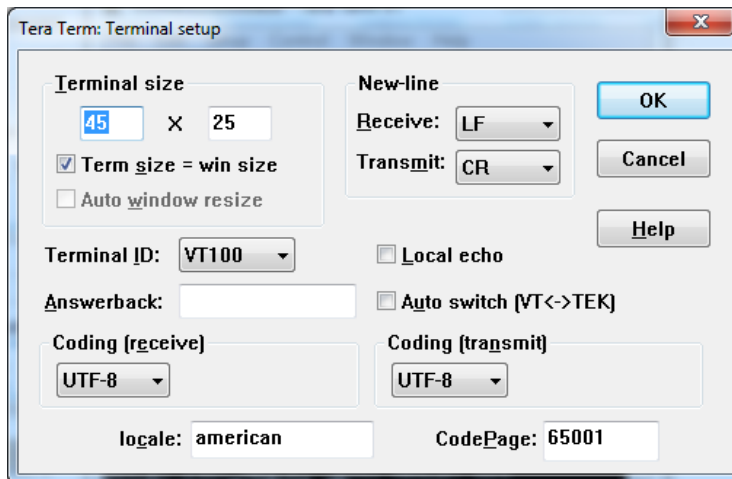 Tera Term: Terminal setup
Terminal size
45 X 25
Term size = win size
Auto window resize
New-line
Receive: LF
Transmit: CR
OK
Cancel
Help
Terminal ID: VT100
Local echo
Answerback:
Auto switch (VT<->TEK)
Coding (receive)
UTF-8
Coding (transmit)
UTF-8
locale: american
CodePage: 65001